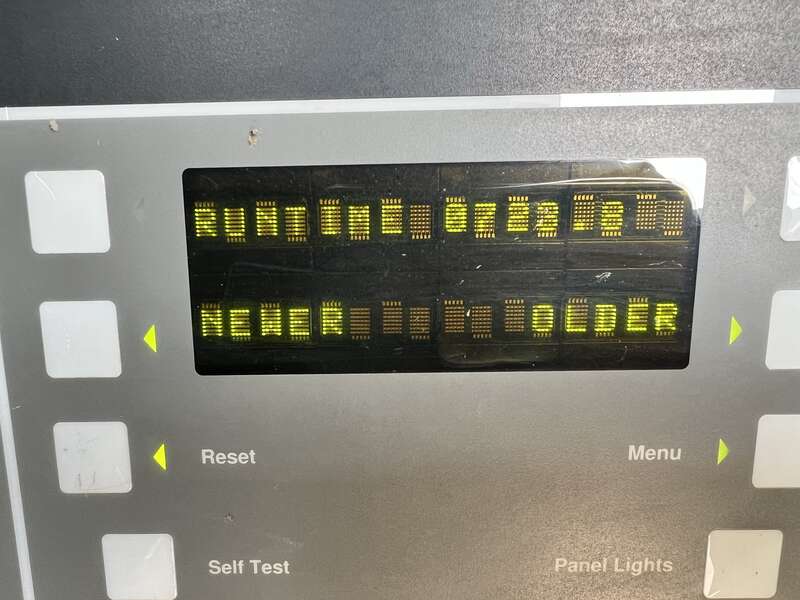 RUNTIME
NEWER OLDER
Reset Menu
Self Test Panel Lights